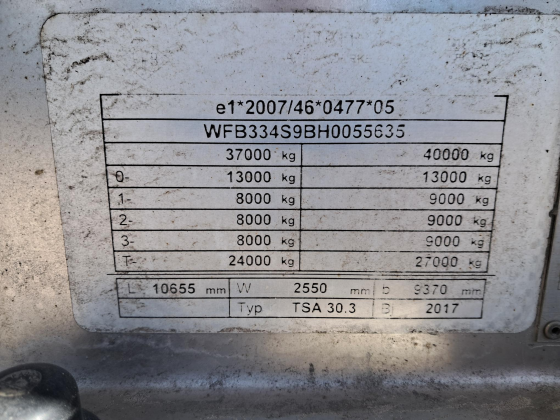 e1*2007/46*0477*05
WFB334S9BH0055635
37000 kg 40000 kg
0- 13000 kg 13000 kg
1- 8000 kg 9000 kg
2- 8000 kg 9000 kg
3- 8000 kg 9000 kg
T- 24000 kg 27000 kg
L 10655 mm W 2550 mm b 9370 mm
Typ TSA 30.3 Bj 2017